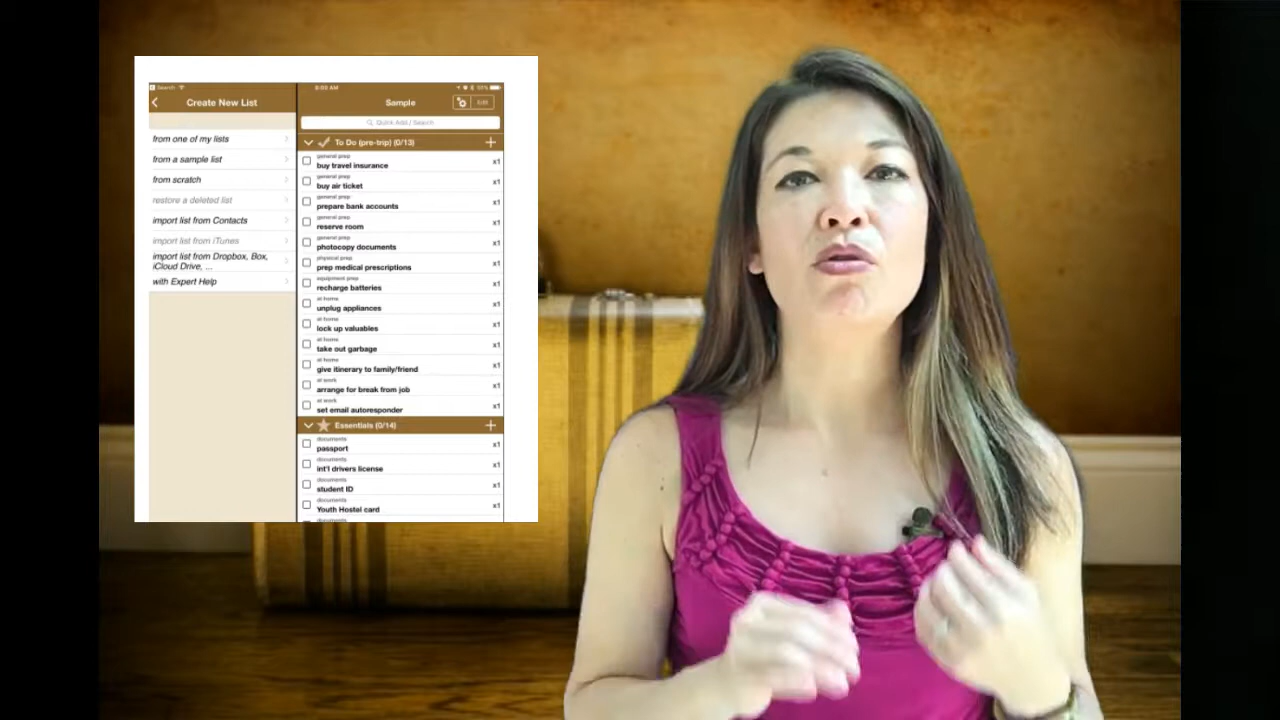 Search
8:00 AM
Create New List
Sample
Edit
Quick Add / Search
from one of my lists
from a sample list
from scratch
restore a deleted list
import list from Contacts
import list from iTunes
import list from Dropbox, Box,
iCloud Drive, ...
with Expert Help
To Do (pre-trip) (0/13)
general prep
buy travel insurance
x1
general prep
buy air ticket
x1
general prep
prepare bank accounts
x1
general prep
reserve room
x1
general prep
photocopy documents
x1
physical prep
prep medical prescriptions
x1
equipment prep
recharge batteries
x1
at home
unplug appliances
x1
at home
lock up valuables
x1
at home
take out garbage
x1
at home
give itinerary to family/friend
x1
at work
arrange for break from job
x1
at work
set email autoresponder
x1
Essentials (0/14)
documents
passport
x1
documents
int'l drivers license
x1
documents
student ID
x1
documents
Youth Hostel card
x1